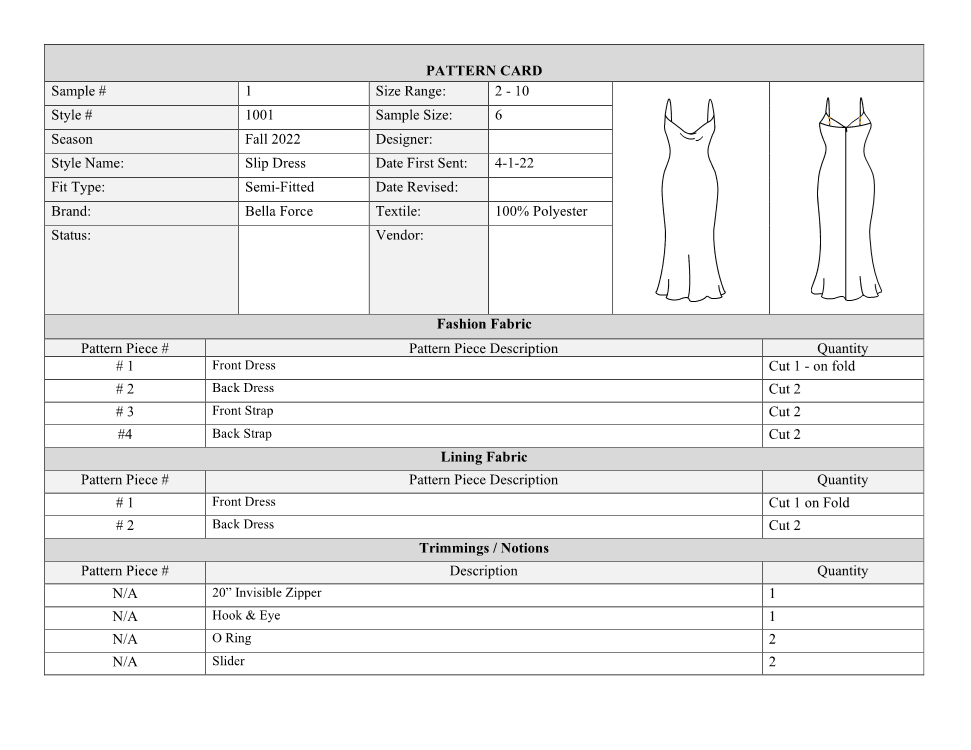 PATTERN CARD
Sample # 1 Size Range: 2 - 10
Style # 1001 Sample Size: 6
Season Fall 2022 Designer:
Style Name: Slip Dress Date First Sent: 4-1-22
Fit Type: Semi-Fitted Date Revised:
Brand: Bella Force Textile: 100% Polyester
Status: Vendor:
Fashion Fabric
Pattern Piece # Pattern Piece Description Quantity
# 1 Front Dress Cut 1 - on fold
# 2 Back Dress Cut 2
# 3 Front Strap Cut 2
#4 Back Strap Cut 2
Lining Fabric
Pattern Piece # Pattern Piece Description Quantity
# 1 Front Dress Cut 1 on Fold
# 2 Back Dress Cut 2
Trimmings / Notions
Pattern Piece # Description Quantity
N/A 20” Invisible Zipper 1
N/A Hook & Eye 1
N/A O Ring 2
N/A Slider 2